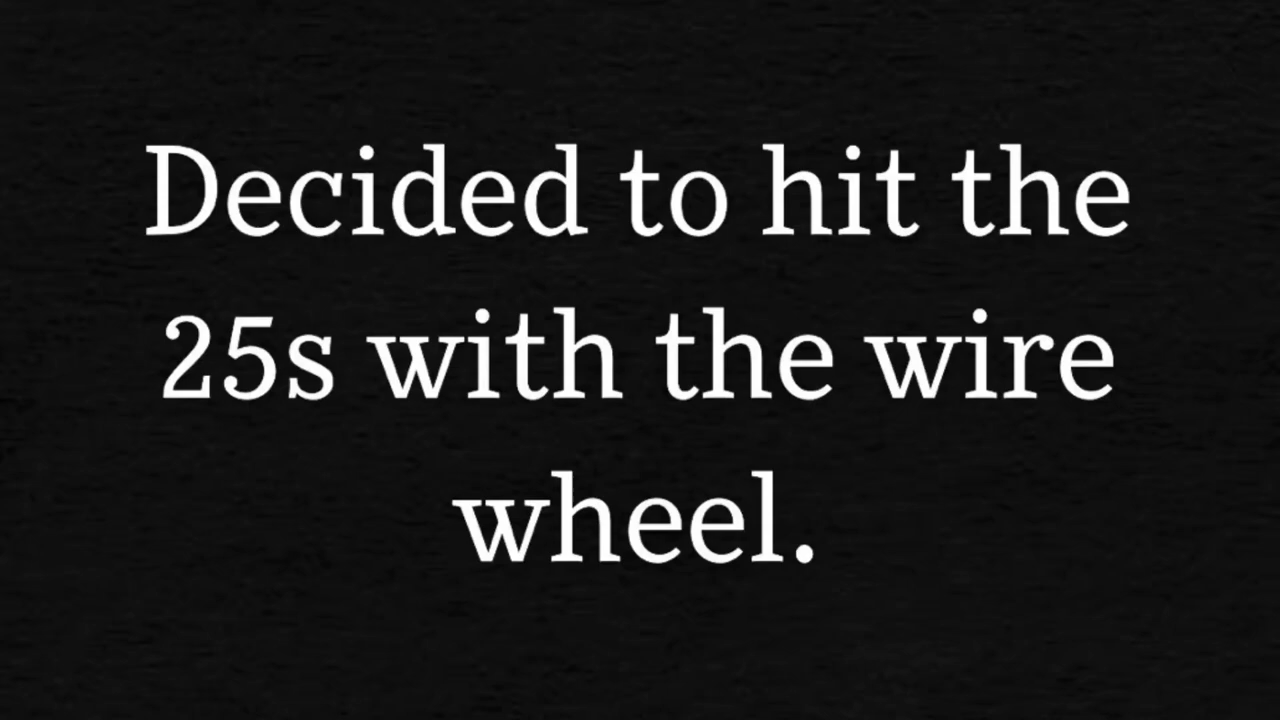 Decided to hit the
25s with the wire
wheel.